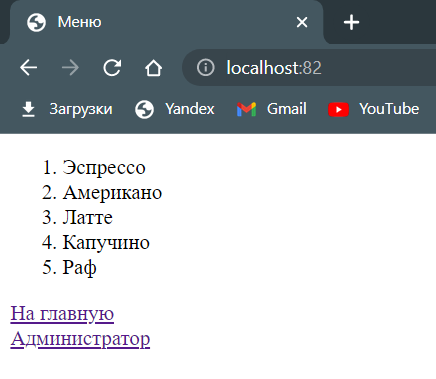 Меню
localhost:82
Загрузки Yandex Gmail YouTube
1. Эспрессо
2. Американо
3. Латте
4. Капучино
5. Раф
На главную
Администратор